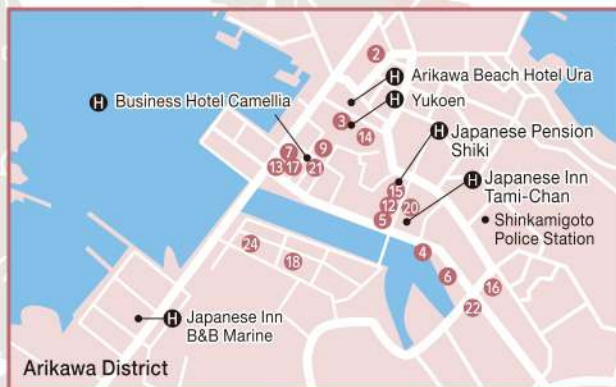 2
H Arikawa Beach Hotel Ura
H Business Hotel Camellia
H Yukoen
3
14
9
7
13 17 21
H Japanese Pension
Shiki
15
12 20
5
H Japanese Inn
Tami-Chan
Shinkamigoto
Police Station
24
18
4
6
16
22
H Japanese Inn
B&B Marine
Arikawa District